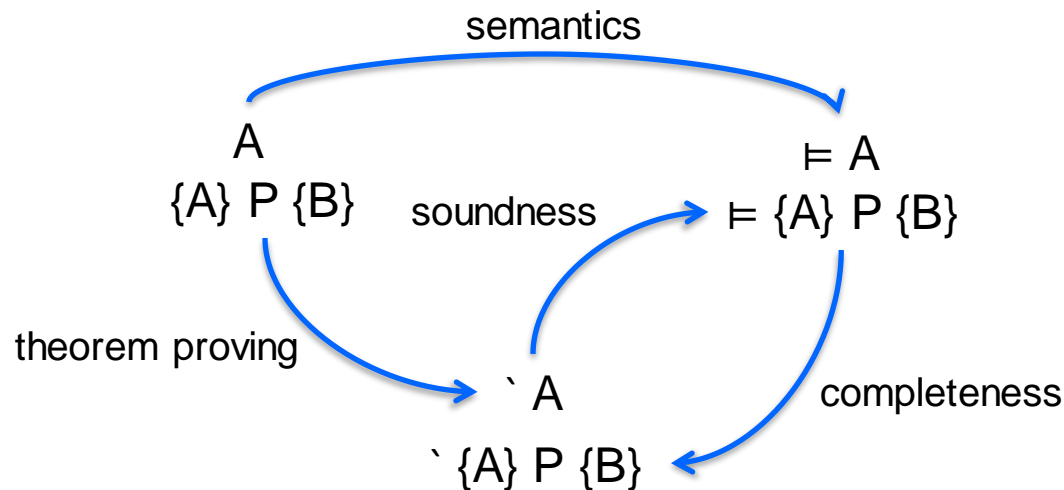 semantics
A
{A} P {B}
⊨ A
⊨ {A} P {B}
soundness
theorem proving
` A
` {A} P {B}
completeness